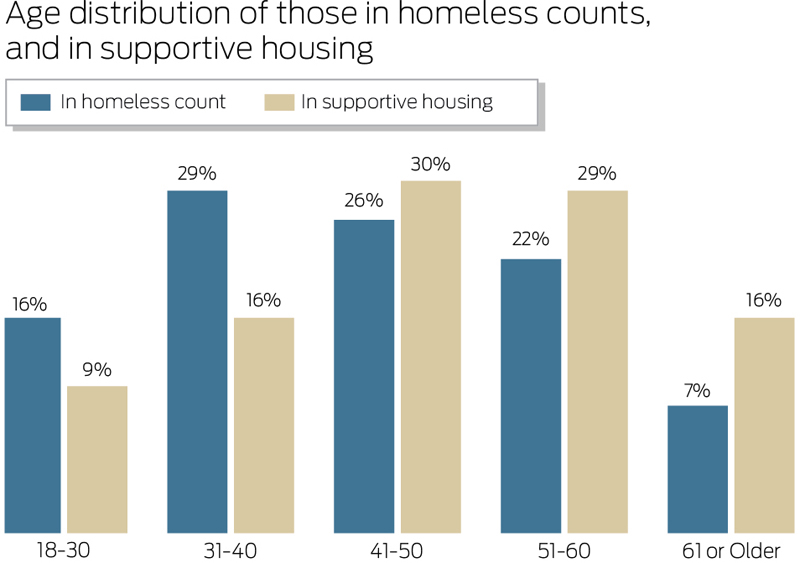 Age distribution of those in homeless counts,
and in supportive housing
In homeless count
In supportive housing
16%
9%
29%
16%
26%
30%
22%
29%
7%
16%
18-30
31-40
41-50
51-60
61 or Older